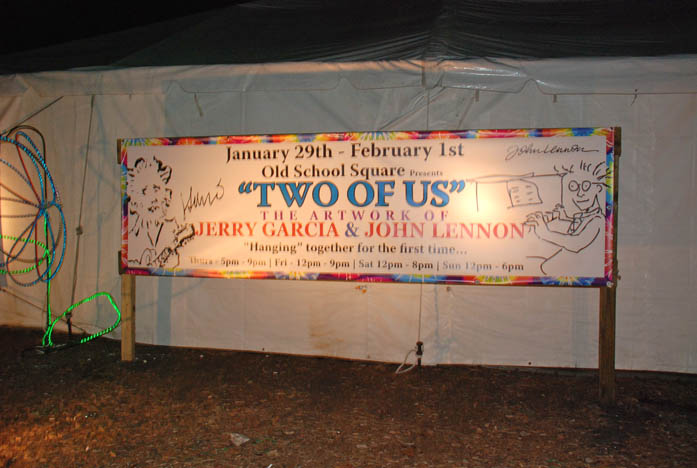 January 29th - February 1st
Old School Square Presents
"TWO OF US"
THE ARTWORK OF
JERRY GARCIA & JOHN LENNON
"Hanging" together for the first time...
Thurs - 5pm - 9pm | Fri - 12pm - 9pm | Sat 12pm - 8pm | Sun 12pm - 6pm
John Lennon